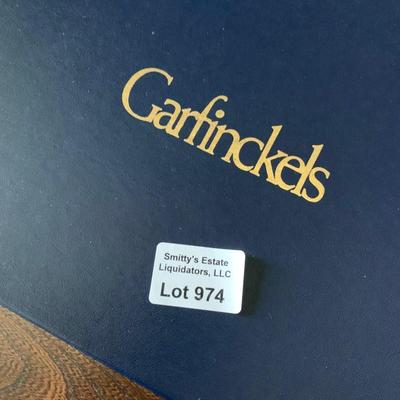 Garfinckels
Smitty's Estate
Liquidators, LLC
Lot 974